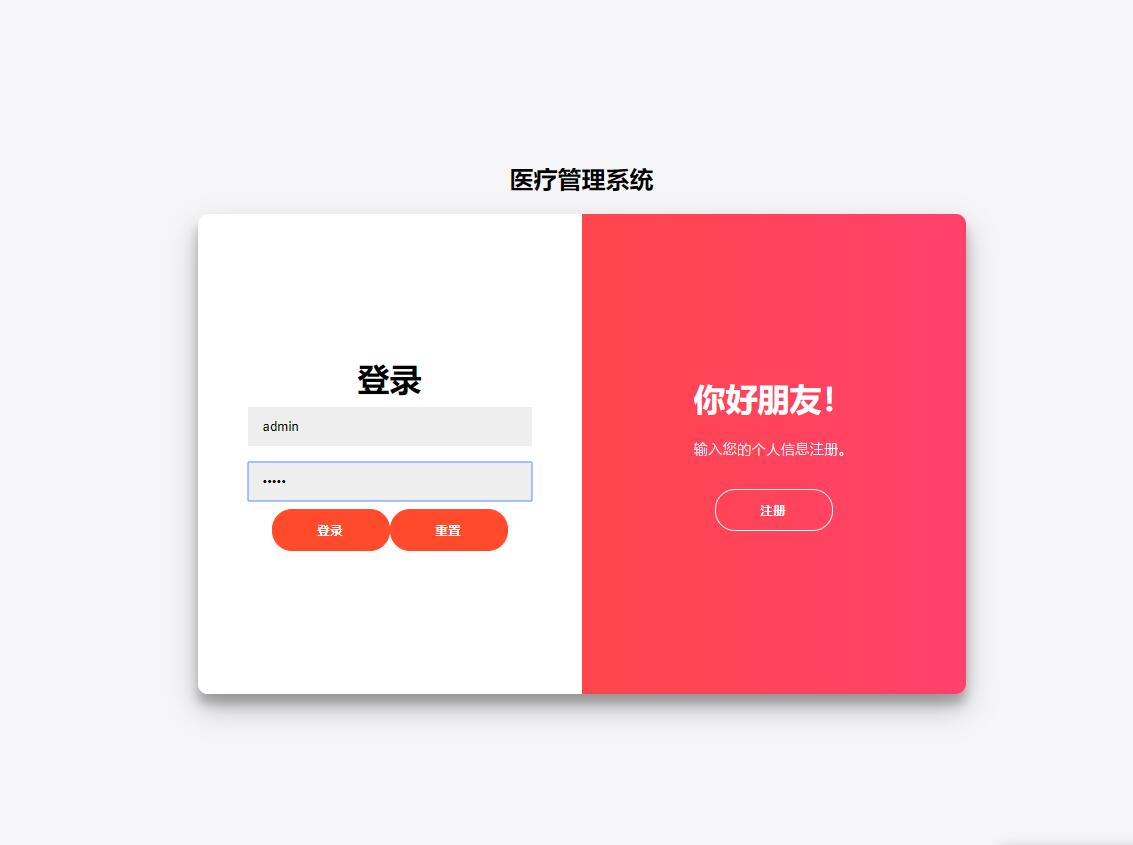 医疗管理系统
登录
admin
•••••
登录
重置
你好朋友！
输入您的个人信息注册。
注册